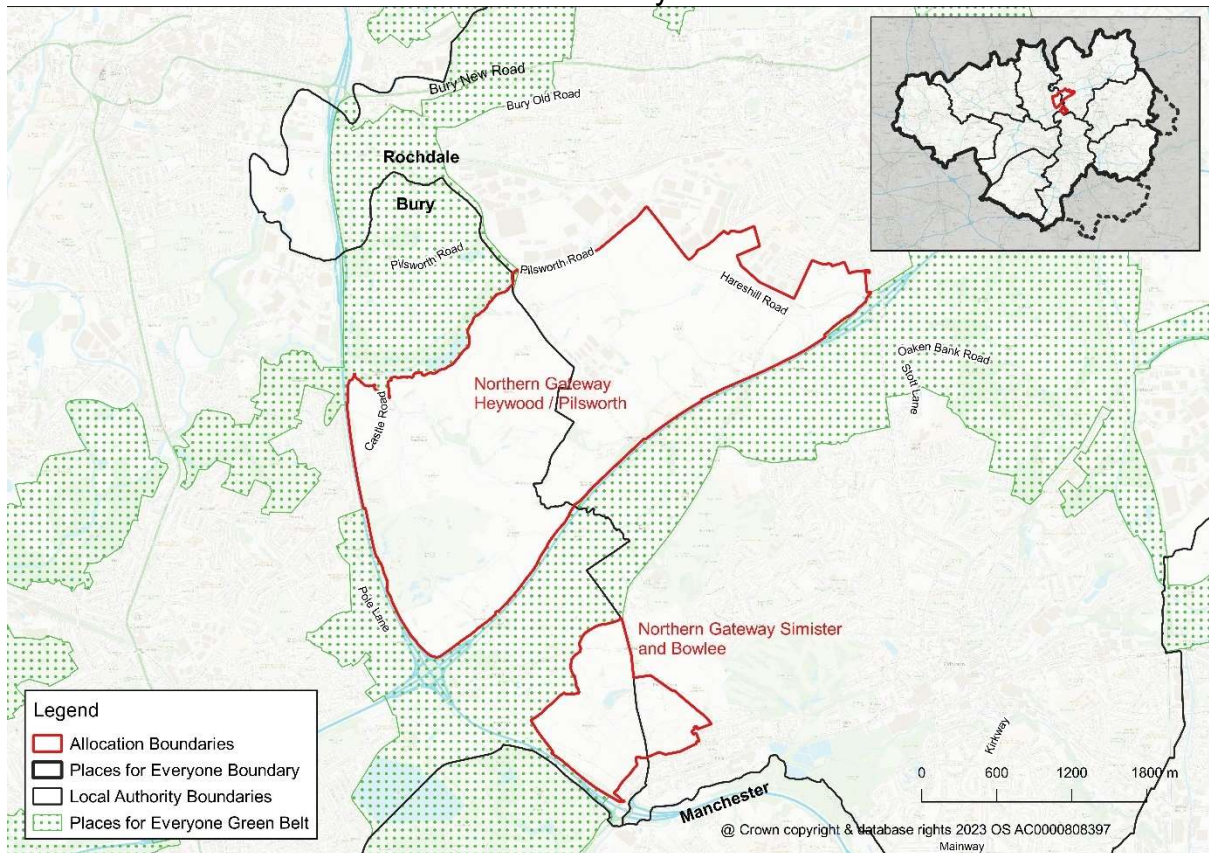 Bury New Road
Bury Old Road
Rochdale
Bury
Pilsworth Road
Pilsworth Road
Hareshill Road
Oaken Bank Road
Stott Lane
Northern Gateway
Heywood / Pilsworth
Castle Road
Pole Lane
Northern Gateway Simister
and Bowlee
Kirkway
Legend
Allocation Boundaries
Places for Everyone Boundary
Local Authority Boundaries
Places for Everyone Green Belt
0 600 1200 1800 m
Manchester
@ Crown copyright & database rights 2023 OS AC0000808397
Mainway